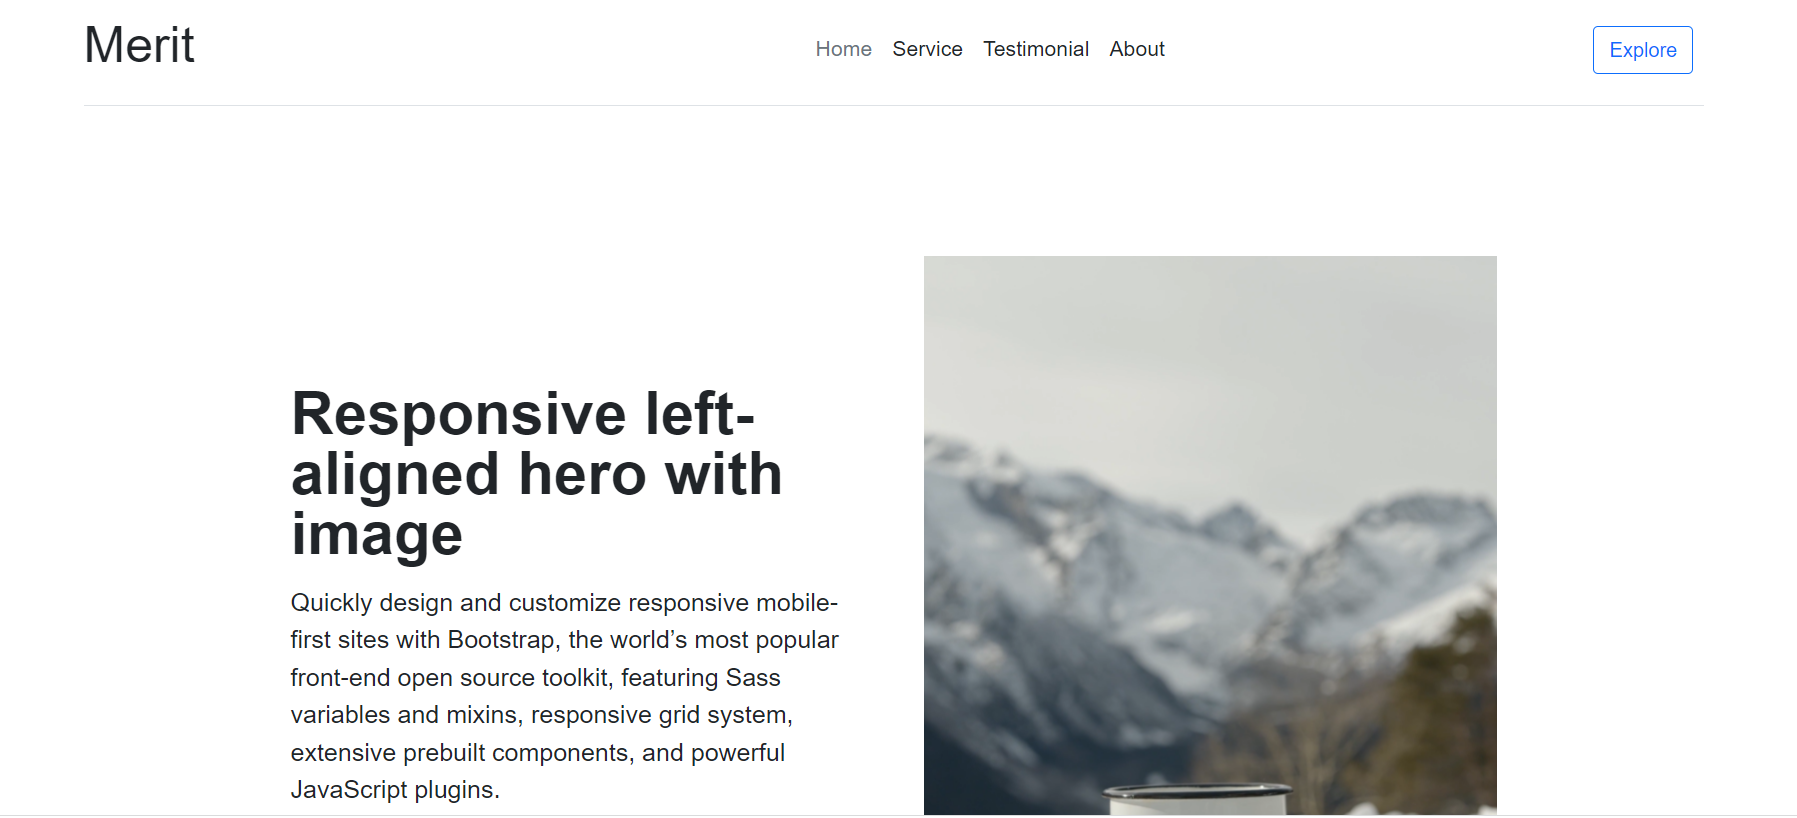 Merit
Home Service Testimonial About
Explore
Responsive left-
aligned hero with
image
Quickly design and customize responsive mobile-
first sites with Bootstrap, the world’s most popular
front-end open source toolkit, featuring Sass
variables and mixins, responsive grid system,
extensive prebuilt components, and powerful
JavaScript plugins.